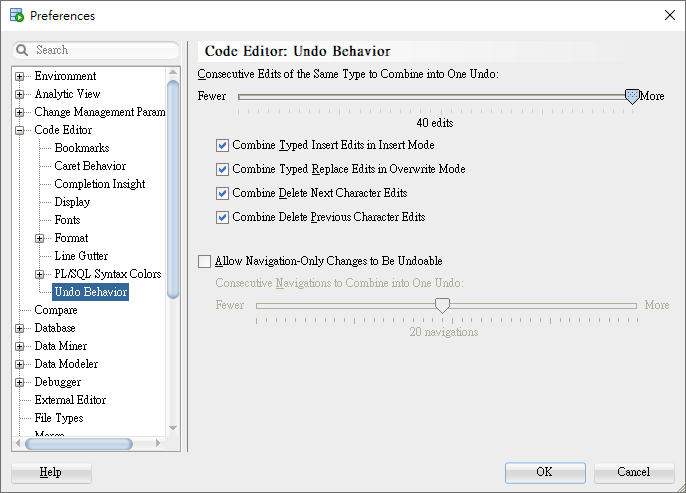 Preferences
Search
Environment
Analytic View
Change Management Param
Code Editor
Bookmarks
Caret Behavior
Completion Insight
Display
Fonts
Format
Line Gutter
PL/SQL Syntax Colors
Undo Behavior
Compare
Database
Data Miner
Data Modeler
Debugger
External Editor
File Types
Code Editor: Undo Behavior
Consecutive Edits of the Same Type to Combine into One Undo:
Fewer More
40 edits
Combine Typed Insert Edits in Insert Mode
Combine Typed Replace Edits in Overwrite Mode
Combine Delete Next Character Edits
Combine Delete Previous Character Edits
Allow Navigation-Only Changes to Be Undoable
Consecutive Navigations to Combine into One Undo:
Fewer More
20 navigations
Help OK Cancel